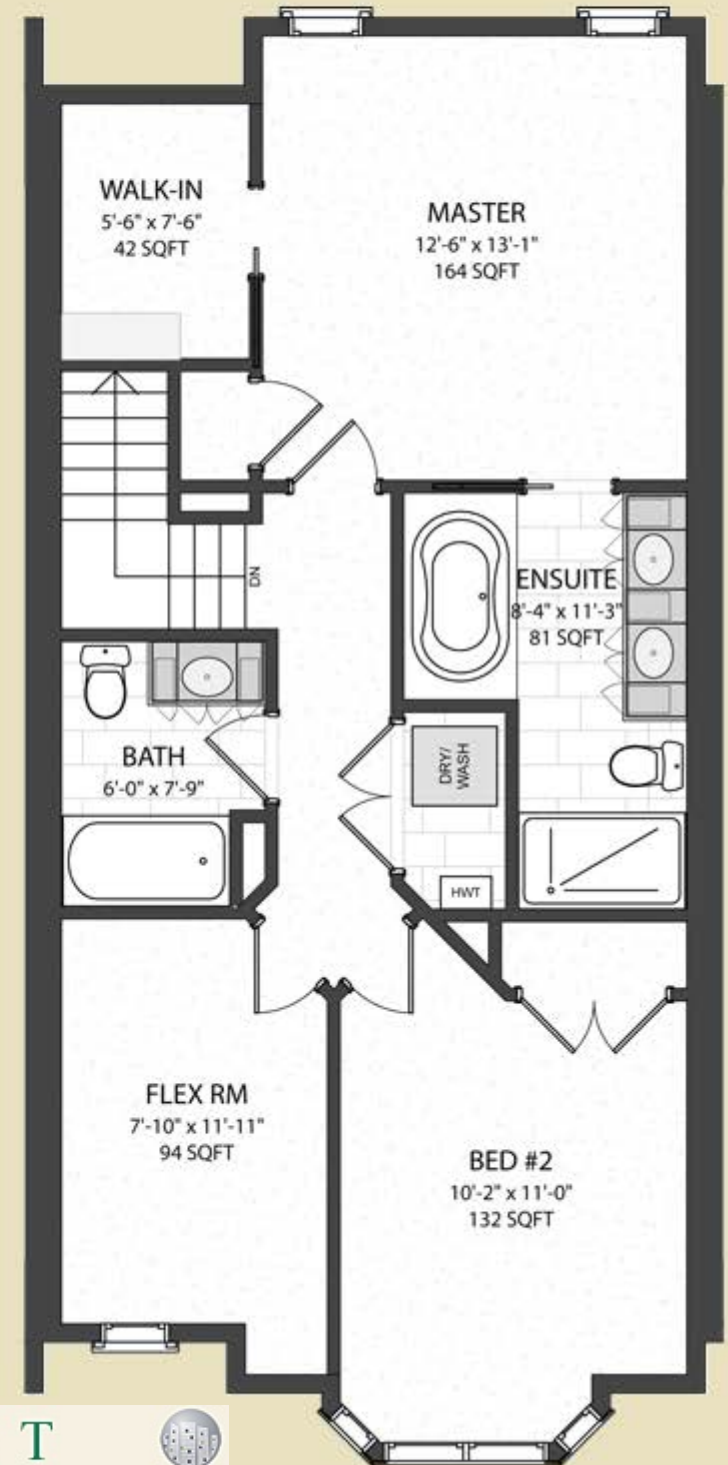 WALK-IN
5'-6" x 7'-6"
42 SQFT
MASTER
12'-6" x 13'-1"
164 SQFT
DN
ENSUITE
8'-4" x 11'-3"
81 SQFT
BATH
6'-0" x 7'-9"
DRY/
WASH
HWT
FLEX RM
7'-10" x 11'-11"
94 SQFT
BED #2
10'-2" x 11'-0"
132 SQFT
T